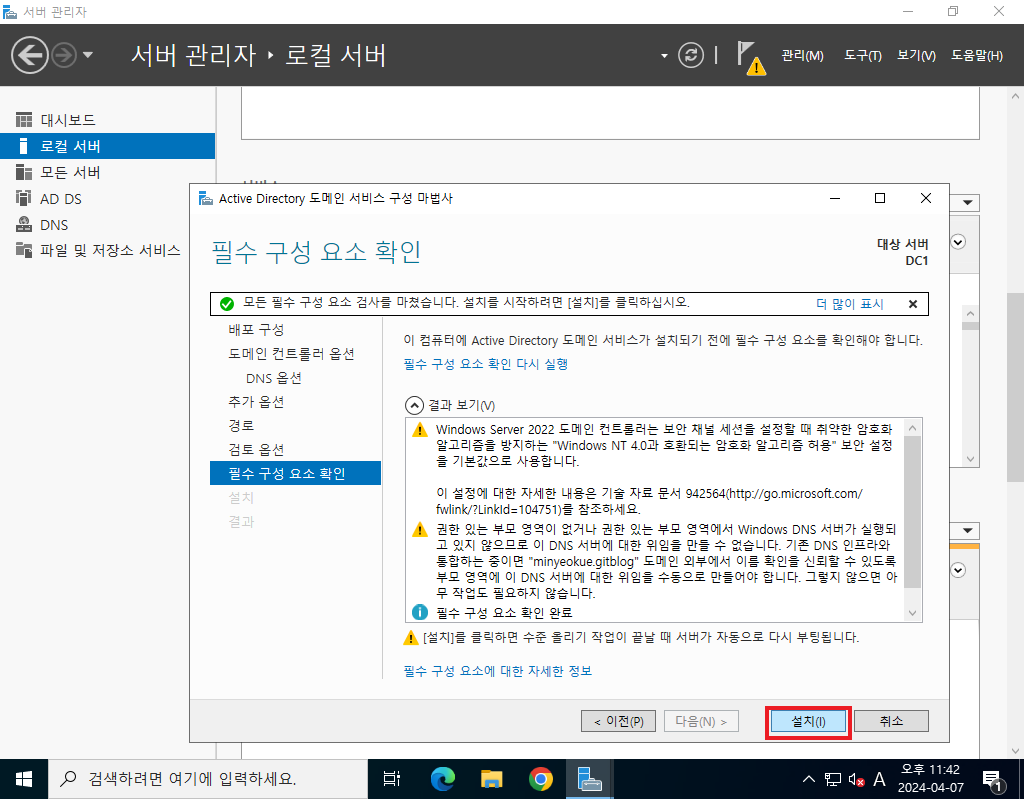 서버 관리자
서버 관리자 ‣ 로컬 서버
관리(M) 도구(T) 보기(V) 도움말(H)
대시보드
로컬 서버
모든 서버
AD DS
DNS
파일 및 저장소 서비스
Active Directory 도메인 서비스 구성 마법사
필수 구성 요소 확인
대상 서버
DC1
모든 필수 구성 요소 검사를 마쳤습니다. 설치를 시작하려면 [설치]를 클릭하십시오. 더 많이 표시
배포 구성
도메인 컨트롤러 옵션
DNS 옵션
추가 옵션
경로
검토 옵션
필수 구성 요소 확인
설치
결과
이 컴퓨터에 Active Directory 도메인 서비스가 설치되기 전에 필수 구성 요소를 확인해야 합니다.
필수 구성 요소 확인 다시 실행
결과 보기(V)
Windows Server 2022 도메인 컨트롤러는 보안 채널 세션을 설정할 때 취약한 암호화
알고리즘을 방지하는 "Windows NT 4.0과 호환되는 암호화 알고리즘 허용" 보안 설정
을 기본값으로 사용합니다.
이 설정에 대한 자세한 내용은 기술 자료 문서 942564(http://go.microsoft.com/
fwlink/?LinkId=104751)를 참조하세요.
권한 있는 부모 영역이 없거나 권한 있는 부모 영역에서 Windows DNS 서버가 실행되
고 있지 않으므로 이 DNS 서버에 대한 위임을 만들 수 없습니다. 기존 DNS 인프라와
통합하는 중이면 "minyeokue.gitblog" 도메인 외부에서 이름 확인을 신뢰할 수 있도록
부모 영역에 이 DNS 서버에 대한 위임을 수동으로 만들어야 합니다. 그렇지 않으면 아
무 작업도 필요하지 않습니다.
필수 구성 요소 확인 완료
[설치]를 클릭하면 수준 올리기 작업이 끝날 때 서버가 자동으로 다시 부팅됩니다.
필수 구성 요소에 대한 자세한 정보
< 이전(P) 다음(N) > 설치(I) 취소
검색하려면 여기에 입력하세요.
A
오후 11:42
2024-04-07
1